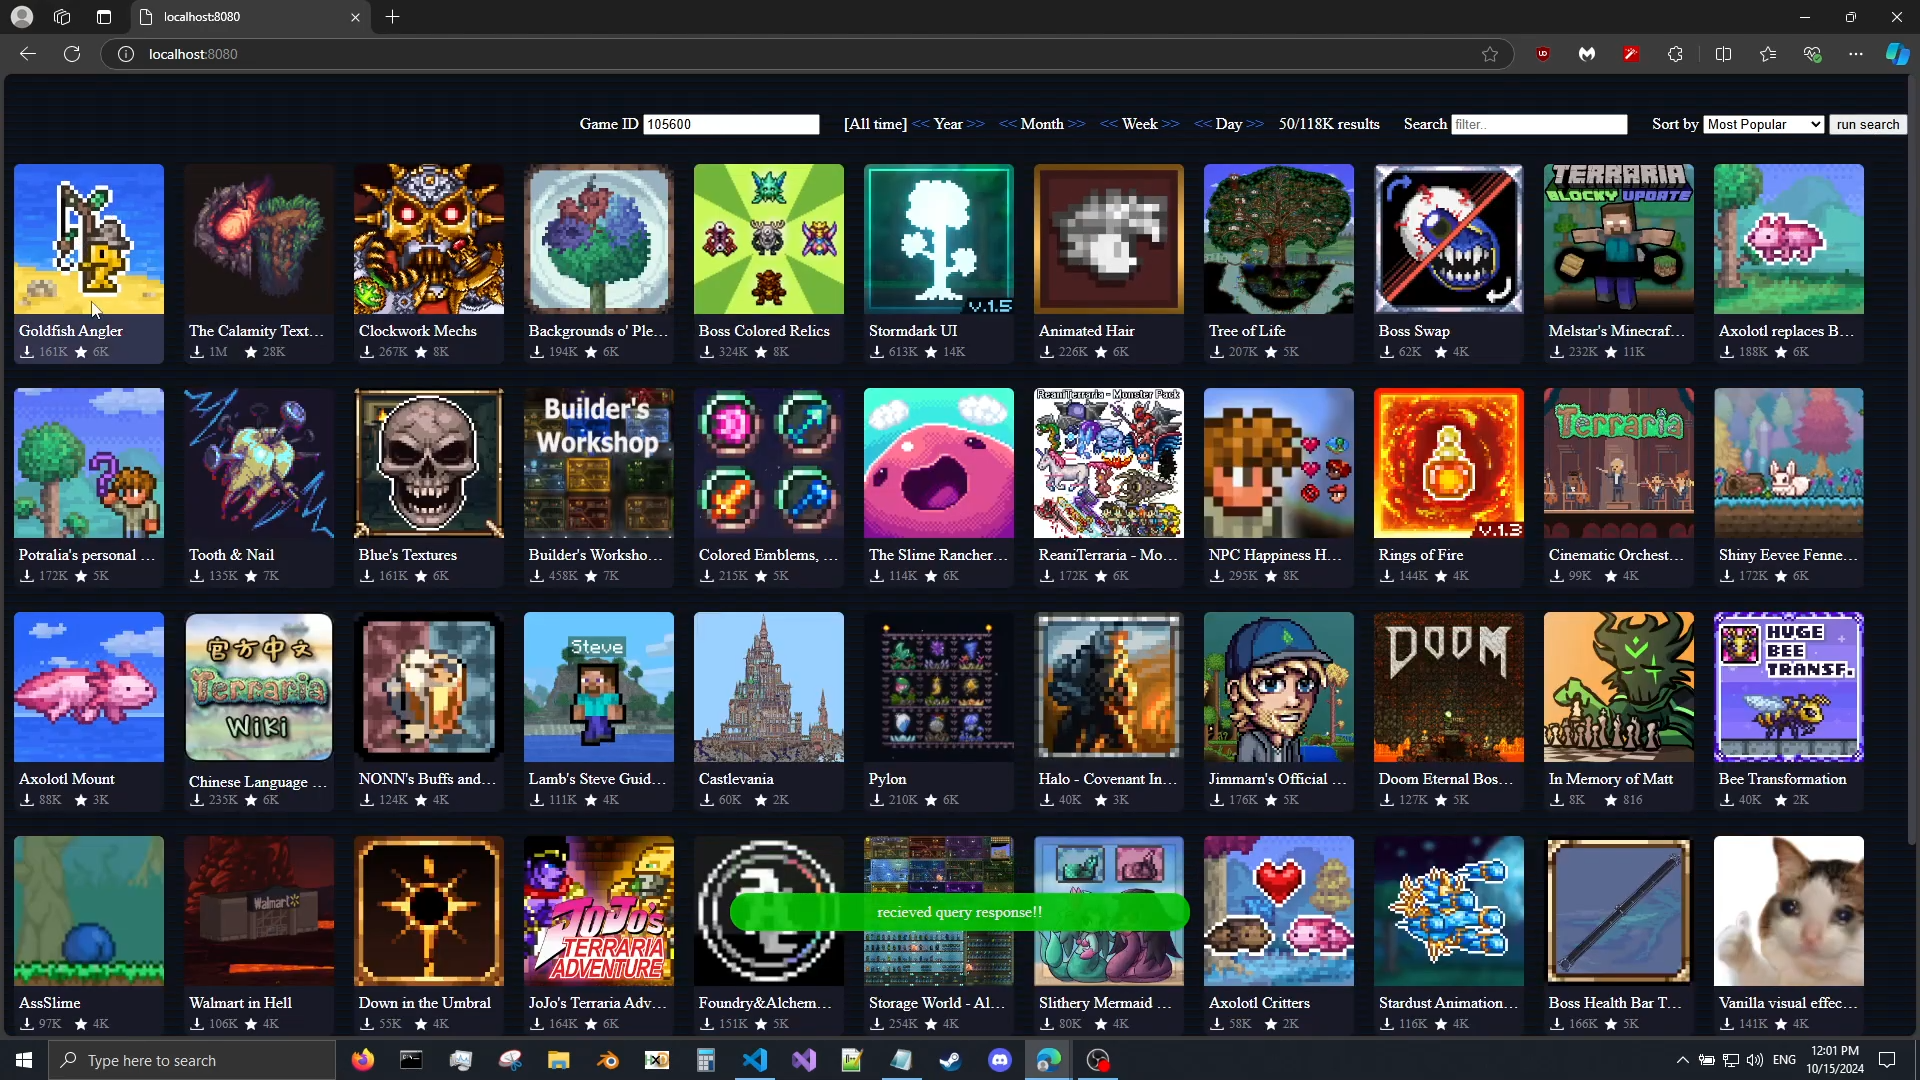 localhost:8080
localhost:8080
Game ID 105600 [All time] << Year >> << Month >> << Week >> << Day >> 50/118K results Search filter.. Sort by Most Popular run search
v.1.5
TERRARIA
BLOCKY UPDATE
Goldfish Angler The Calamity Text... Clockwork Mechs Backgrounds o' Ple... Boss Colored Relics Stormdark UI Animated Hair Tree of Life Boss Swap Melstar's Minecraf... Axolotl replaces B...
161K 6K 1M 28K 267K 8K 194K 6K 324K 8K 613K 14K 226K 6K 207K 5K 62K 4K 232K 11K 188K 6K
Builder's
Workshop
ReaniTerraria - Monster Pack
v.1.3
Terraria
Potralia's personal ... Tooth & Nail Blue's Textures Builder's Worksho... Colored Emblems, ... The Slime Rancher... ReaniTerraria - Mo... NPC Happiness H... Rings of Fire Cinematic Orchest... Shiny Eevee Fenne...
172K 5K 135K 7K 161K 6K 458K 7K 215K 5K 114K 6K 172K 6K 295K 8K 144K 4K 99K 4K 172K 6K
官方中文
Terraria
Wiki
Steve
DOOM
HUGE
BEE
TRANSF.
Axolotl Mount Chinese Language ... NONN's Buffs and... Lamb's Steve Guid... Castlevania Pylon Halo - Covenant In... Jimmarn's Official ... Doom Eternal Bos... In Memory of Matt Bee Transformation
88K 3K 235K 6K 124K 4K 111K 4K 60K 2K 210K 6K 40K 3K 176K 5K 127K 5K 8K 816 40K 2K
Walmart
JOJO'S
TERRARIA
ADVENTURE
recieved query response!!
AssSlime Walmart in Hell Down in the Umbral JoJo's Terraria Adv... Foundry&Alchem... Storage World - Al... Slithery Mermaid ... Axolotl Critters Stardust Animation... Boss Health Bar T... Vanilla visual effec...
97K 4K 106K 4K 55K 4K 164K 6K 151K 5K 254K 4K 80K 4K 58K 2K 116K 4K 166K 5K 141K 4K
Type here to search
ENG
12:01 PM
10/15/2024